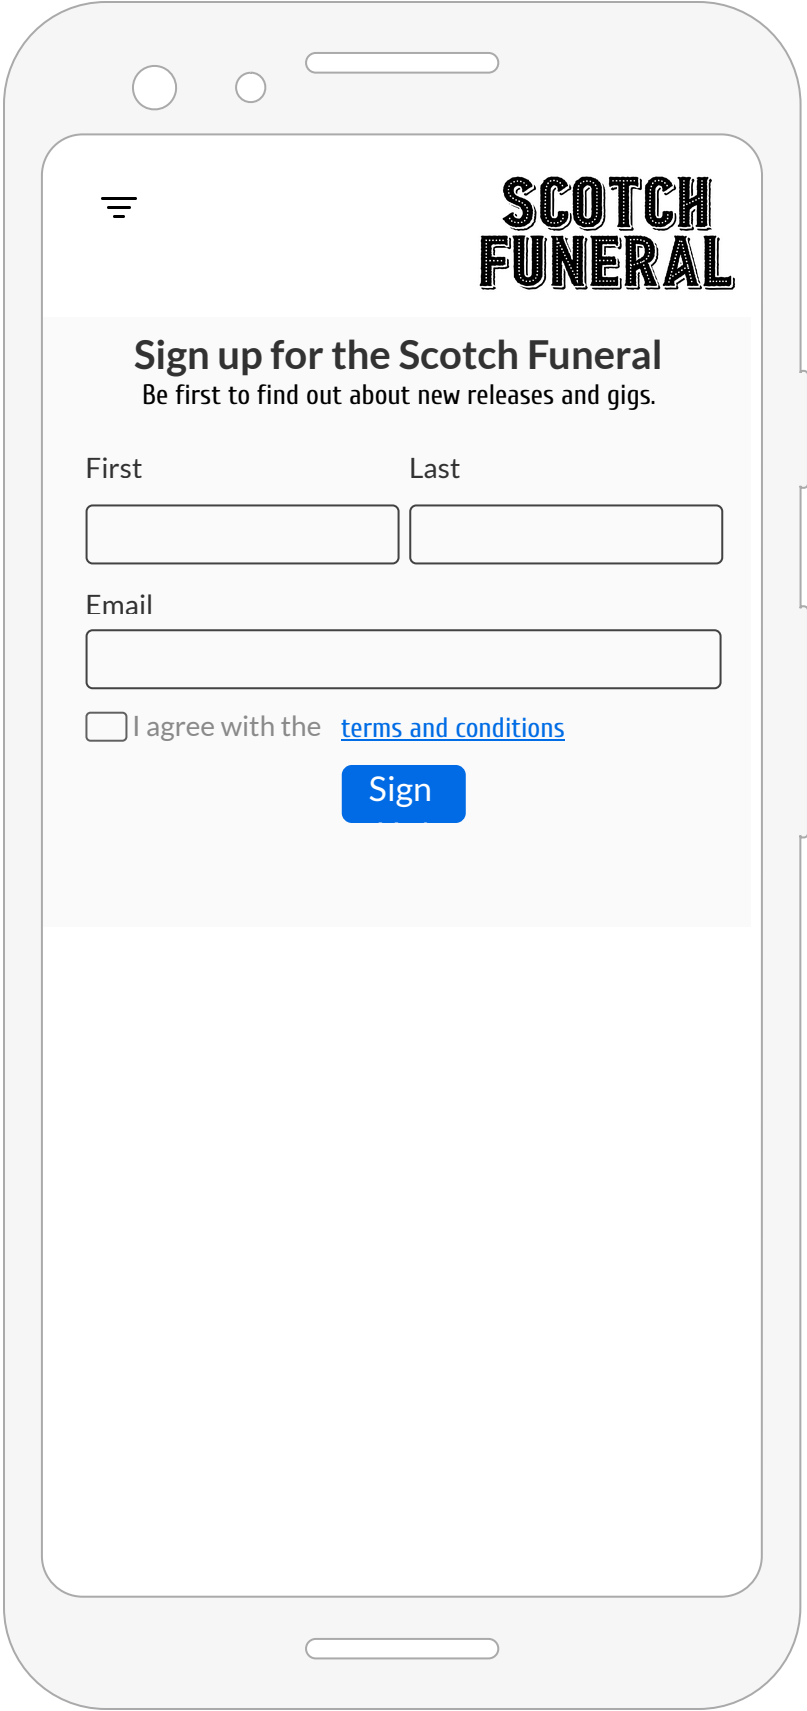 SCOTCH
FUNERAL
Sign up for the Scotch Funeral
Be first to find out about new releases and gigs.
First Last
Email
I agree with the terms and conditions
Sign